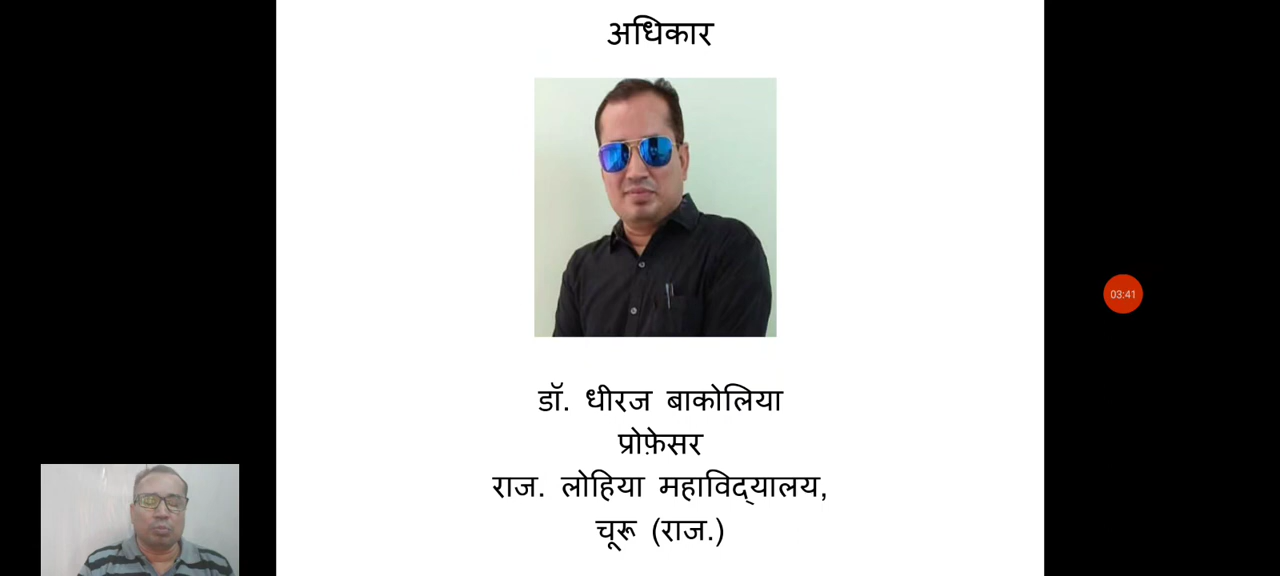 अधिकार
03:41
डॉ. धीरज बाकोलिया
प्रोफ़ेसर
राज. लोहिया महाविद्यालय,
चूरू (राज.)